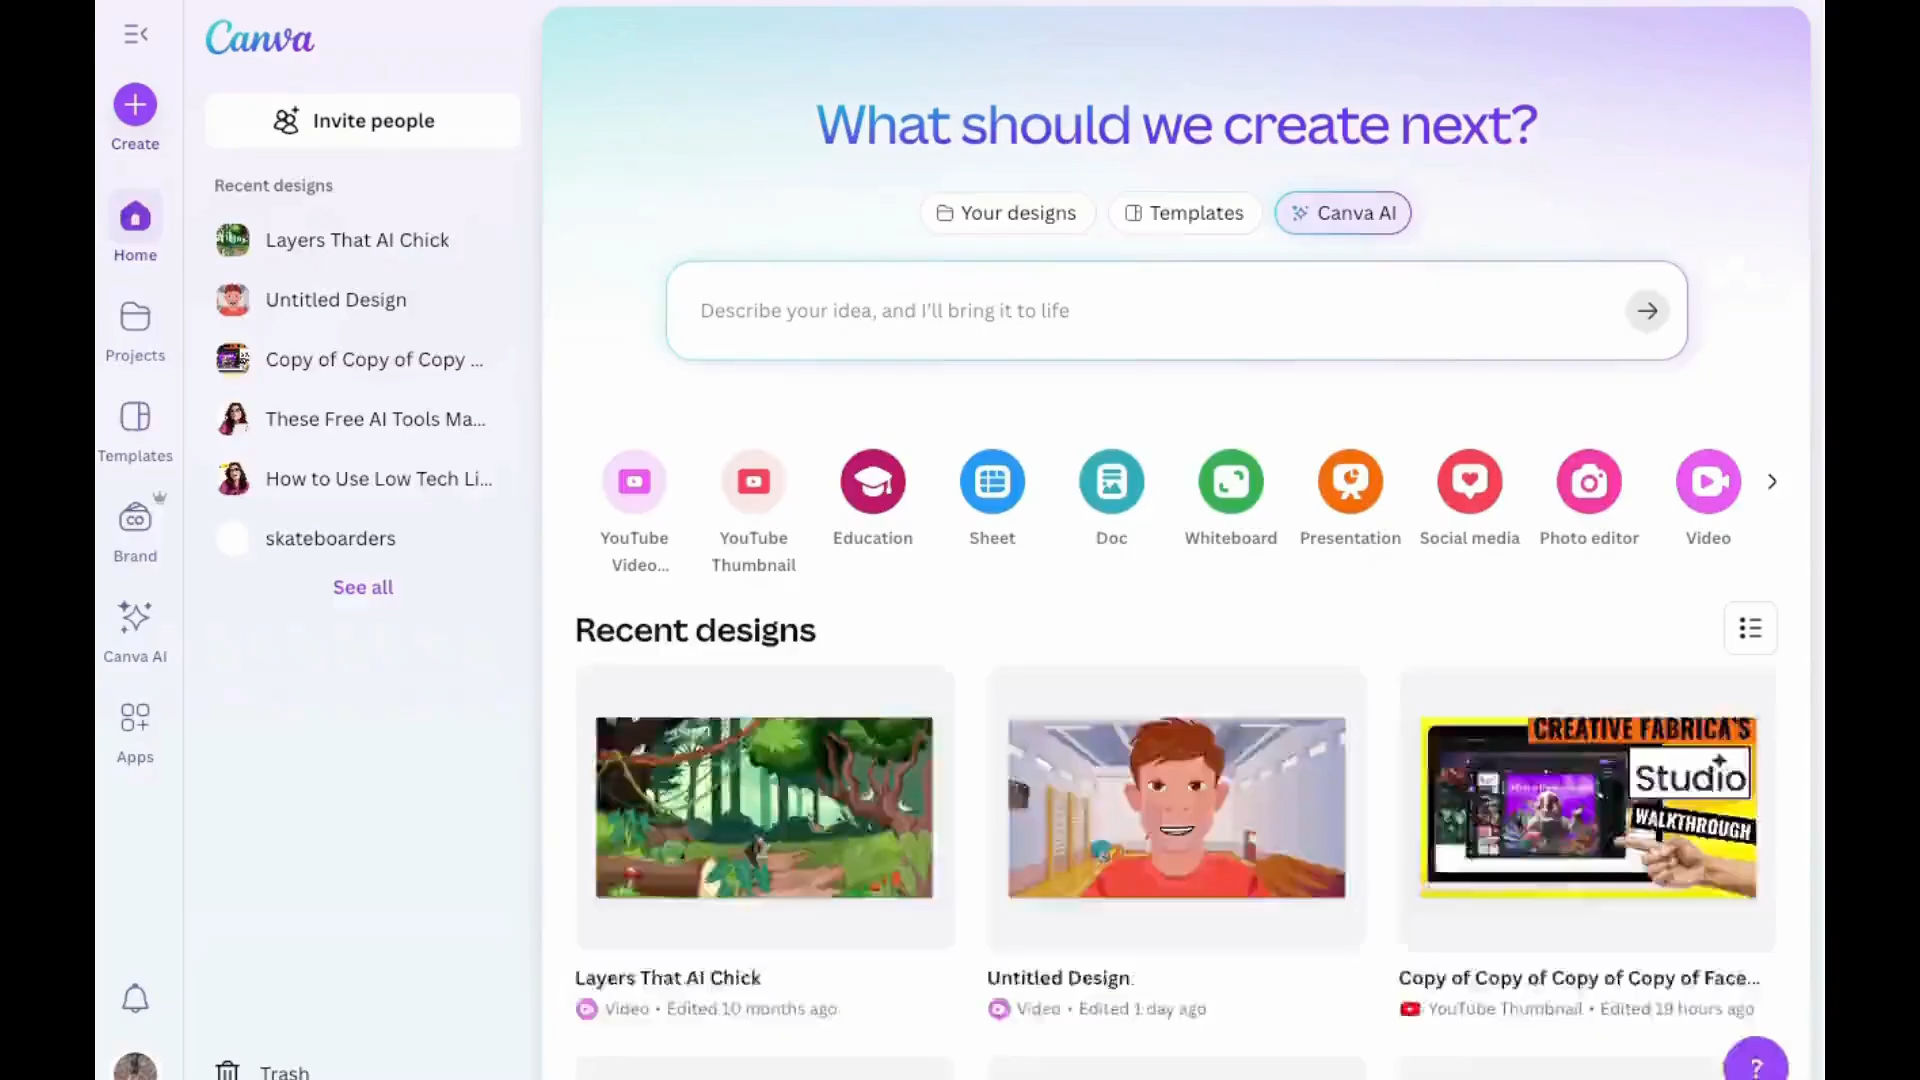 Canva
Create
Home
Projects
Templates
CO
Brand
Canva AI
Apps
Invite people
Recent designs
Layers That AI Chick
Untitled Design
Copy of Copy of Copy ...
These Free AI Tools Ma...
How to Use Low Tech Li...
skateboarders
See all
Trash
What should we create next?
Your designs
Templates
Canva AI
Describe your idea, and I'll bring it to life
YouTube
Video...
YouTube
Thumbnail
Education
Sheet
Doc
Whiteboard
Presentation
Social media
Photo editor
Video
Recent designs
CREATIVE FABRICA'S
Studio
WALKTHROUGH
Layers That AI Chick
Video • Edited 10 months ago
Untitled Design
Video • Edited 1 day ago
Copy of Copy of Copy of Copy of Face...
YouTube Thumbnail • Edited 19 hours ago
?